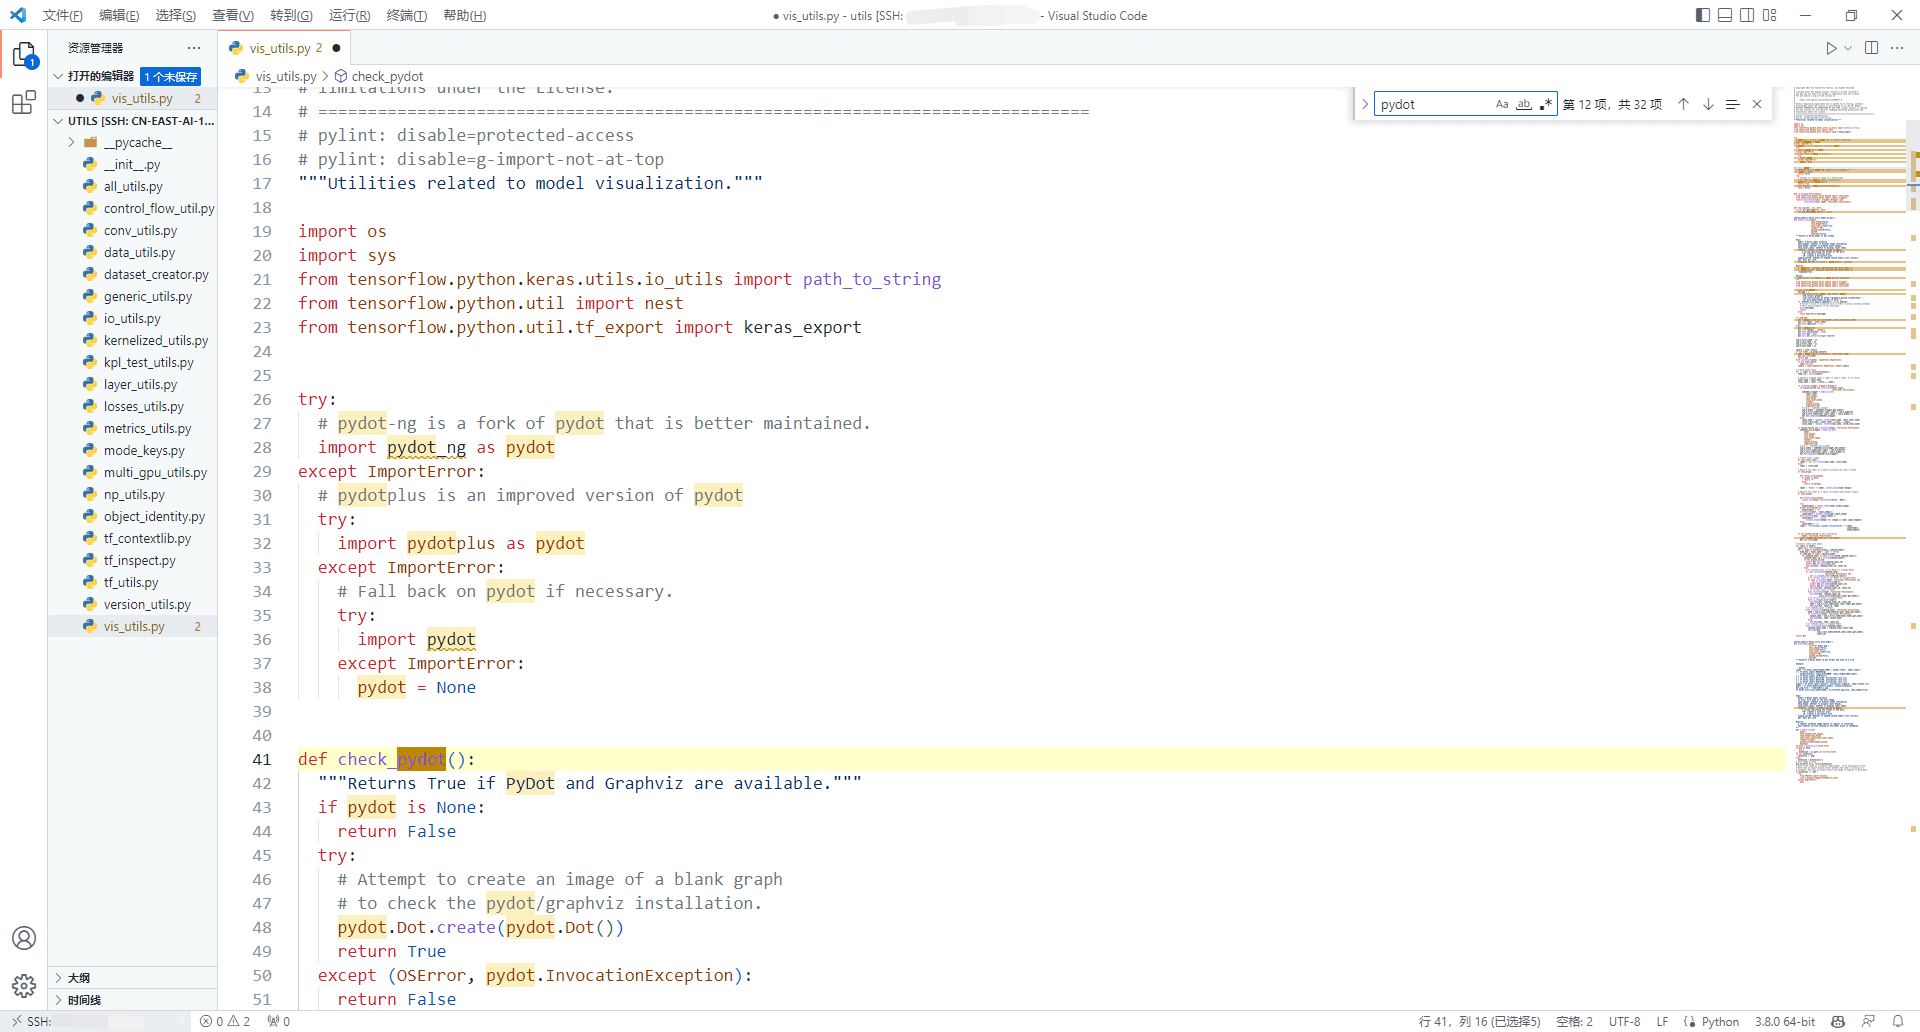 文件(F) 编辑(E) 选择(S) 查看(V) 转到(G) 运行(R) 终端(T) 帮助(H)
● vis_utils.py - utils [SSH: - Visual Studio Code
资源管理器 ···
vis_utils.py 2 ●
打开的编辑器 1 个未保存
● vis_utils.py 2
UTILS [SSH: CN-EAST-AI-1...
__pycache__
__init__.py
all_utils.py
control_flow_util.py
conv_utils.py
data_utils.py
dataset_creator.py
generic_utils.py
io_utils.py
kernelized_utils.py
kpl_test_utils.py
layer_utils.py
losses_utils.py
metrics_utils.py
mode_keys.py
multi_gpu_utils.py
np_utils.py
object_identity.py
tf_contextlib.py
tf_inspect.py
tf_utils.py
version_utils.py
vis_utils.py 2
大纲
时间线
vis_utils.py > check_pydot
pydot Aa ab .* 第 12 项, 共 32 项
13 # limitations under the License.
14 # ==============================================================================
15 # pylint: disable=protected-access
16 # pylint: disable=g-import-not-at-top
17 """Utilities related to model visualization."""
18
19 import os
20 import sys
21 from tensorflow.python.keras.utils.io_utils import path_to_string
22 from tensorflow.python.util import nest
23 from tensorflow.python.util.tf_export import keras_export
24
25
26 try:
27   # pydot-ng is a fork of pydot that is better maintained.
28   import pydot_ng as pydot
29 except ImportError:
30   # pydotplus is an improved version of pydot
31   try:
32     import pydotplus as pydot
33   except ImportError:
34     # Fall back on pydot if necessary.
35     try:
36       import pydot
37     except ImportError:
38       pydot = None
39
40
41 def check_pydot():
42   """Returns True if PyDot and Graphviz are available."""
43   if pydot is None:
44     return False
45   try:
46     # Attempt to create an image of a blank graph
47     # to check the pydot/graphviz installation.
48     pydot.Dot.create(pydot.Dot())
49     return True
50   except (OSError, pydot.InvocationException):
51     return False
1
SSH: 0 2 0
行 41, 列 16 (已选择5) 空格: 2 UTF-8 LF Python 3.8.0 64-bit